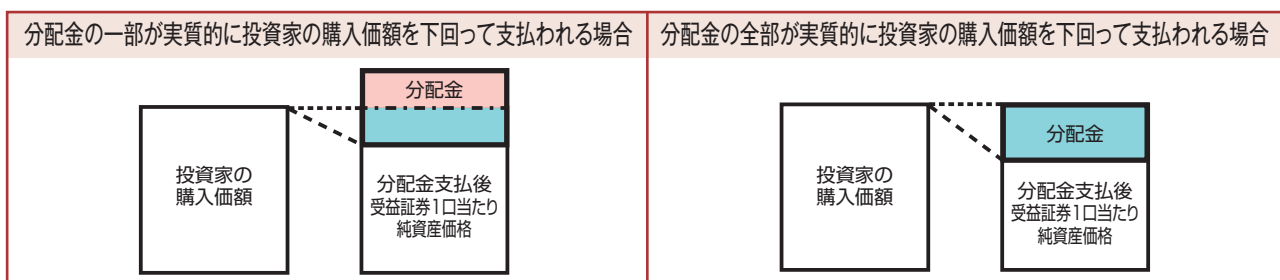 分配金の一部が実質的に投資家の購入価額を下回って支払われる場合
分配金
投資家の
購入価額
分配金支払後
受益証券1口当たり
純資産価格
分配金の全部が実質的に投資家の購入価額を下回って支払われる場合
分配金
投資家の
購入価額
分配金支払後
受益証券1口当たり
純資産価格